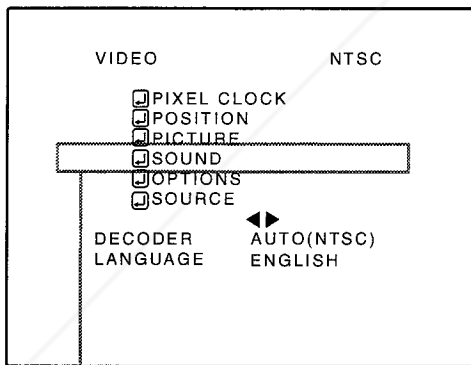 VIDEO NTSC
PIXEL CLOCK
POSITION
PICTURE
SOUND
OPTIONS
SOURCE
DECODER AUTO(NTSC)
LANGUAGE ENGLISH